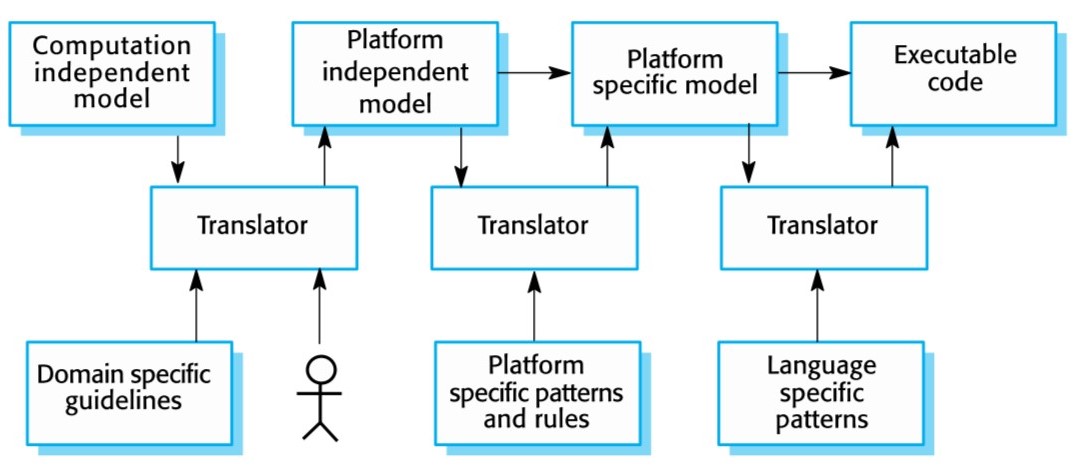 Computation
independent
model
Platform
independent
model
Platform
specific model
Executable
code
Translator
Translator
Translator
Domain specific
guidelines
Platform
specific patterns
and rules
Language
specific
patterns